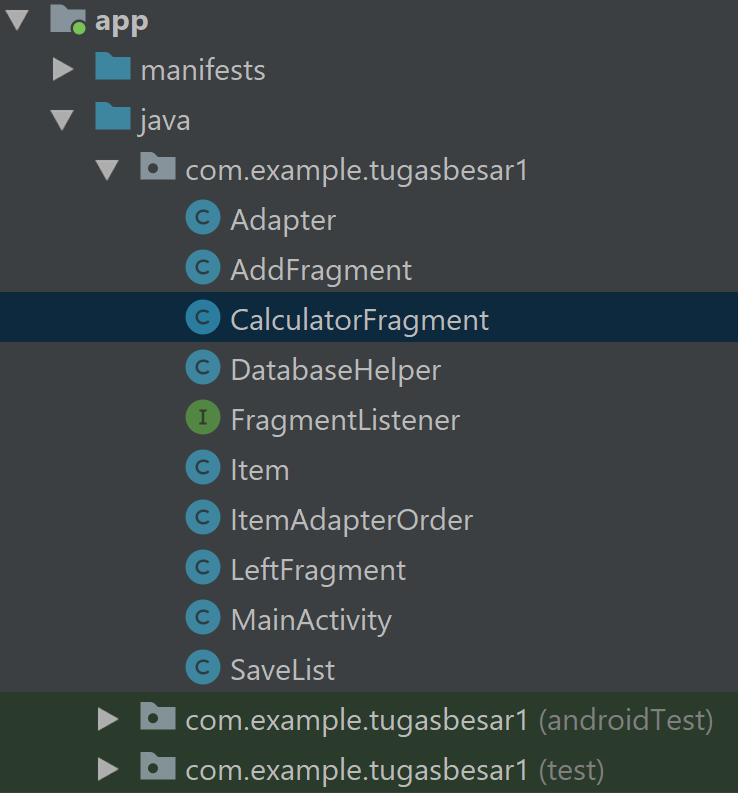 app
manifests
java
com.example.tugasbesar1
C Adapter
C AddFragment
C CalculatorFragment
C DatabaseHelper
I FragmentListener
C Item
C ItemAdapterOrder
C LeftFragment
C MainActivity
C SaveList
com.example.tugasbesar1 (androidTest)
com.example.tugasbesar1 (test)